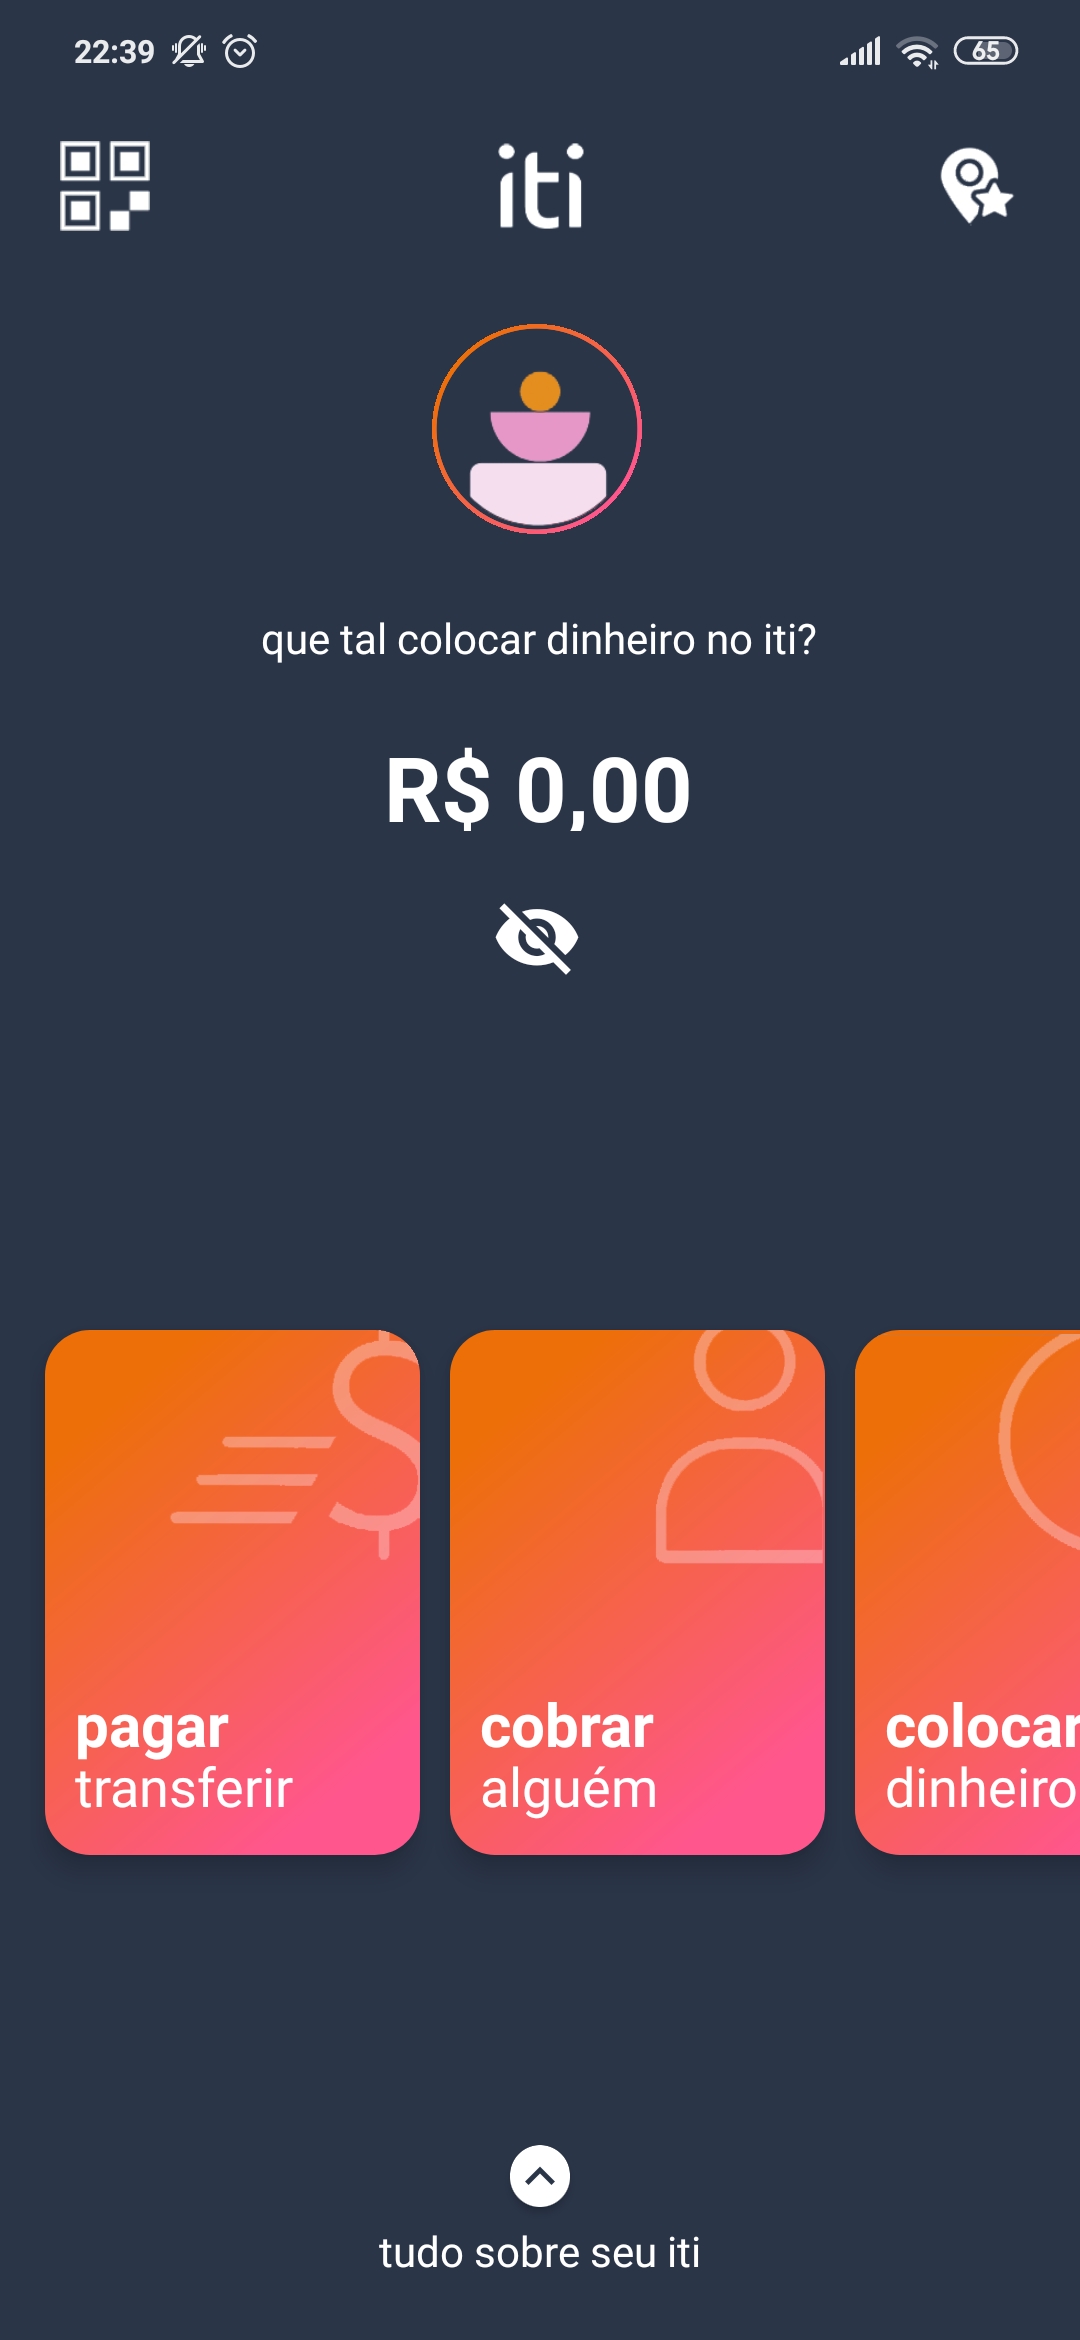 22:39
65
iti
que tal colocar dinheiro no iti?
R$ 0,00
pagar
transferir
cobrar
alguém
colocar
dinheiro
tudo sobre seu iti